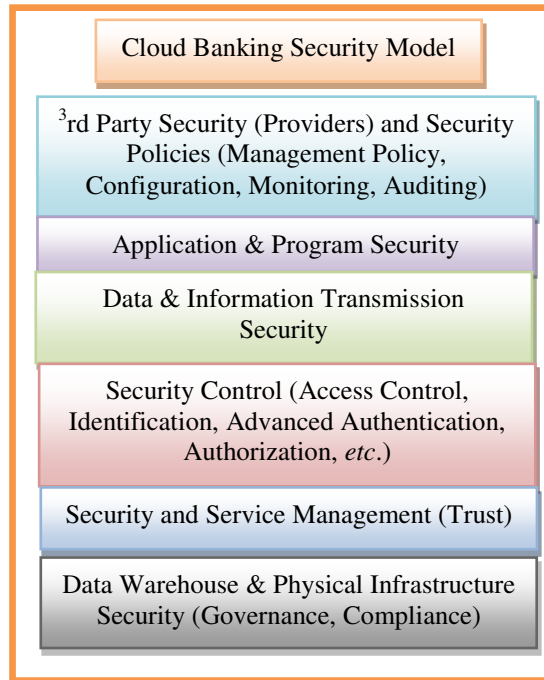 Cloud Banking Security Model
3rd Party Security (Providers) and Security
Policies (Management Policy,
Configuration, Monitoring, Auditing)
Application & Program Security
Data & Information Transmission
Security
Security Control (Access Control,
Identification, Advanced Authentication,
Authorization, etc.)
Security and Service Management (Trust)
Data Warehouse & Physical Infrastructure
Security (Governance, Compliance)